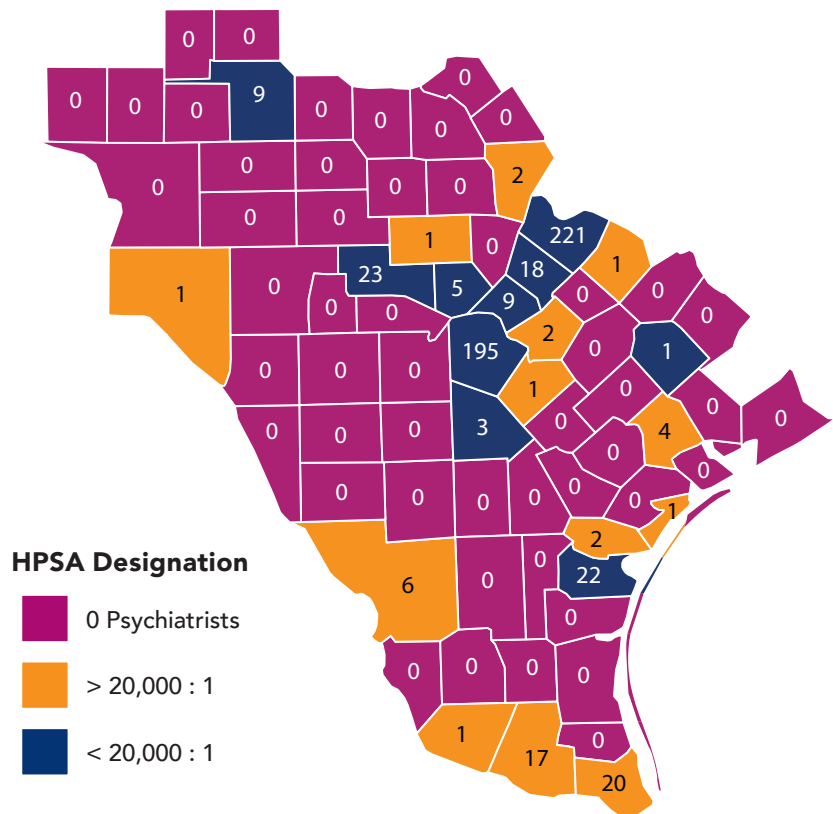 0 0
0 0 0 9 0 0 0 0 0
0 0 0 0 0 2
0 0
1 0 221
1 0 23 5 18 1
0 0 9 0 0 0
195 2 0 1
0 0 0 1 0
0 0 0 3 0 4 0 0
0 0 0 0 0 0 0
1
2
6 0 0 22
0
0 0 0 0
1 17 0
20
HPSA Designation
0 Psychiatrists
> 20,000 : 1
< 20,000 : 1